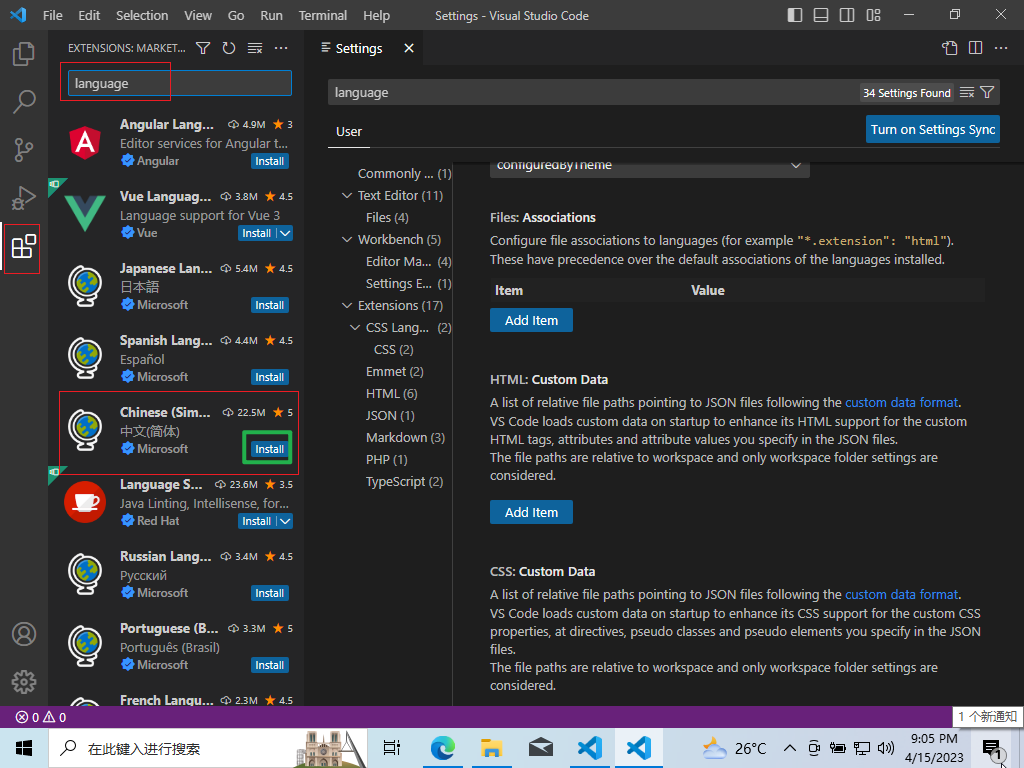 File Edit Selection View Go Run Terminal Help Settings - Visual Studio Code
EXTENSIONS: MARKET...
language
Angular Lang... 4.9M 3
Editor services for Angular t...
Angular Install
Vue Languag... 3.8M 4.5
Language support for Vue 3
Vue Install
Japanese Lan... 5.4M 4.5
日本語
Microsoft Install
Spanish Lang... 4.4M 4.5
Español
Microsoft Install
Chinese (Sim... 22.5M 5
中文(简体)
Microsoft Install
Language S... 23.6M 3.5
Java Linting, Intellisense, for...
Red Hat Install
Russian Lang... 3.4M 4.5
Русский
Microsoft Install
Portuguese (B... 3.3M 5
Português (Brasil)
Microsoft Install
French Langu... 2.3M 4.5
Settings
language 34 Settings Found
User Turn on Settings Sync
Commonly ... (1)
Text Editor (11)
Files (4)
Workbench (5)
Editor Ma... (4)
Settings E... (1)
Extensions (17)
CSS Lang... (2)
CSS (2)
Emmet (2)
HTML (6)
JSON (1)
Markdown (3)
PHP (1)
TypeScript (2)
configuredByTheme
Files: Associations
Configure file associations to languages (for example "*.extension": "html").
These have precedence over the default associations of the languages installed.
Item Value
Add Item
HTML: Custom Data
A list of relative file paths pointing to JSON files following the custom data format.
VS Code loads custom data on startup to enhance its HTML support for the custom
HTML tags, attributes and attribute values you specify in the JSON files.
The file paths are relative to workspace and only workspace folder settings are
considered.
Add Item
CSS: Custom Data
A list of relative file paths pointing to JSON files following the custom data format.
VS Code loads custom data on startup to enhance its CSS support for the custom CSS
properties, at directives, pseudo classes and pseudo elements you specify in the JSON
files.
The file paths are relative to workspace and only workspace folder settings are
considered.
0 0
1 个新通知
在此键入进行搜索
26°C
9:05 PM
4/15/2023
1